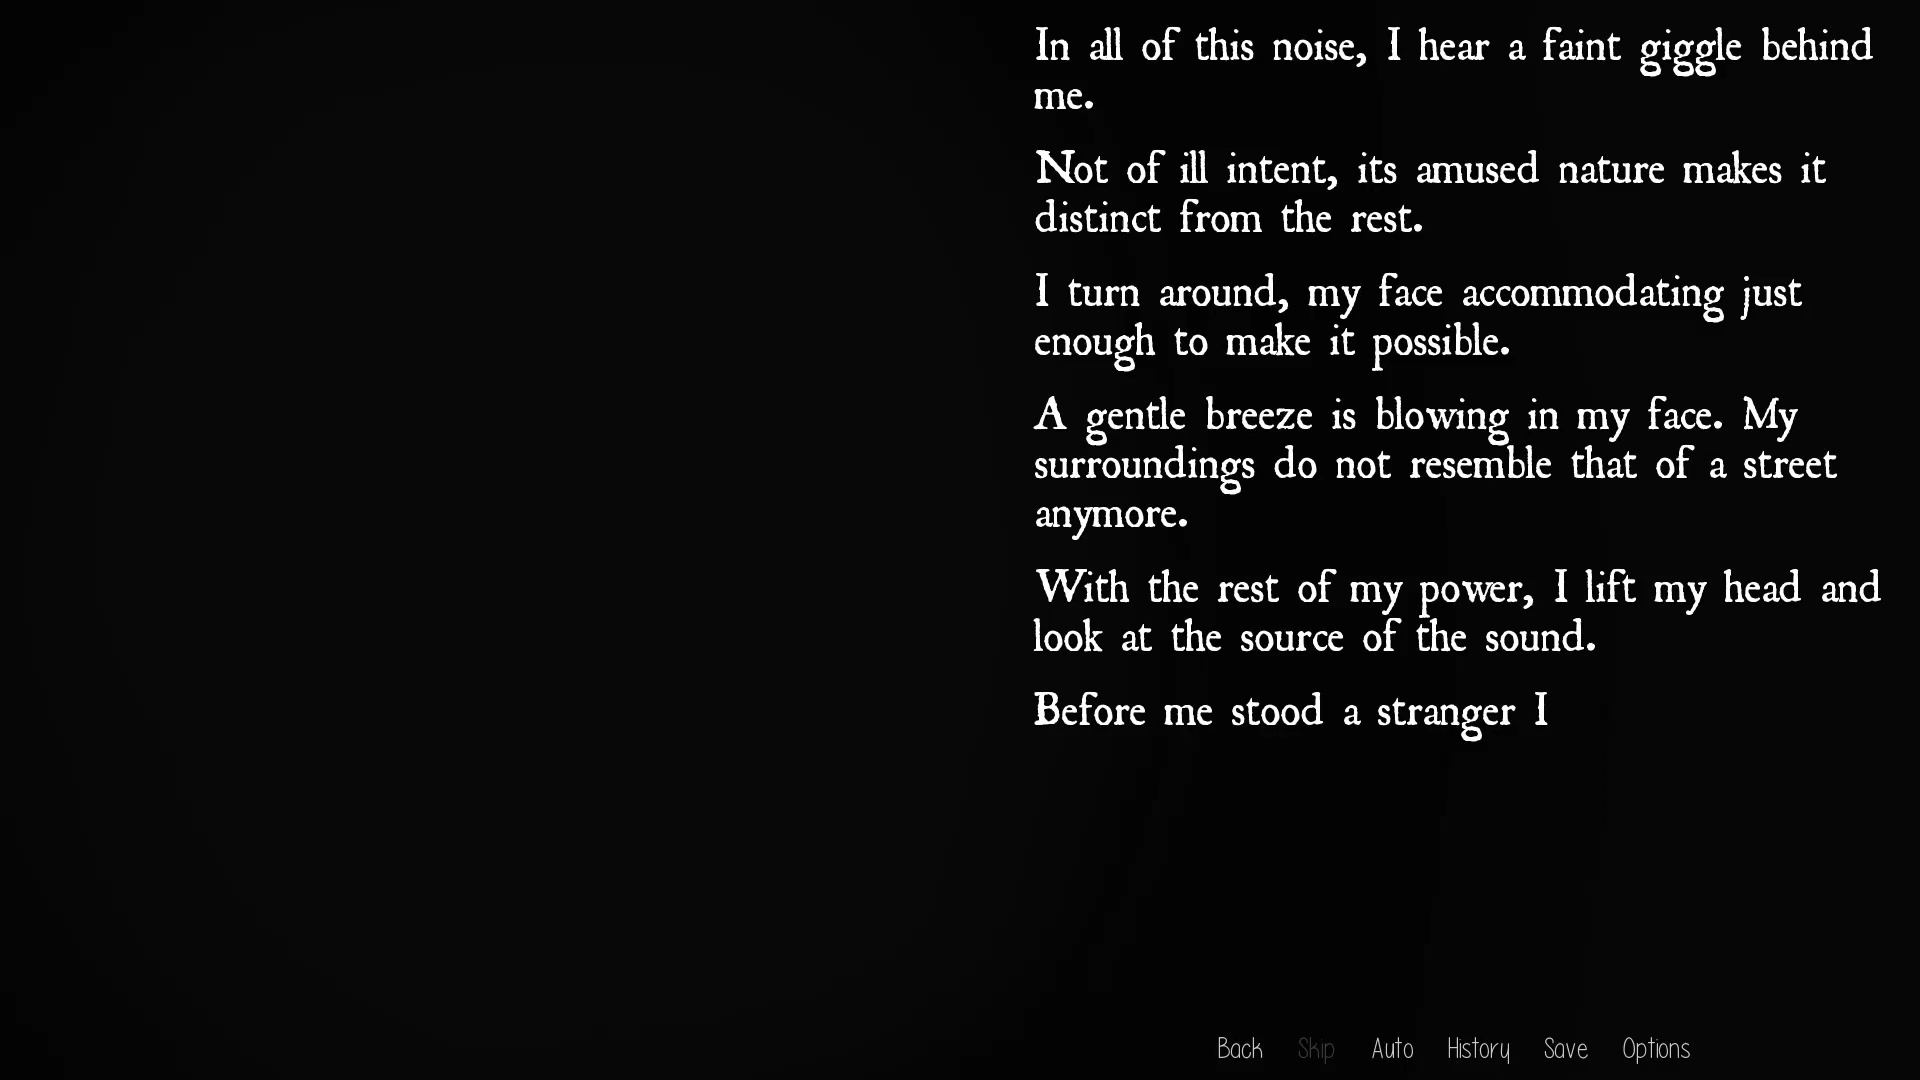 In all of this noise, I hear a faint giggle behind
me.
Not of ill intent, its amused nature makes it
distinct from the rest.
I turn around, my face accommodating just
enough to make it possible.
A gentle breeze is blowing in my face. My
surroundings do not resemble that of a street
anymore.
With the rest of my power, I lift my head and
look at the source of the sound.
Before me stood a stranger I
Back Skip Auto History Save Options